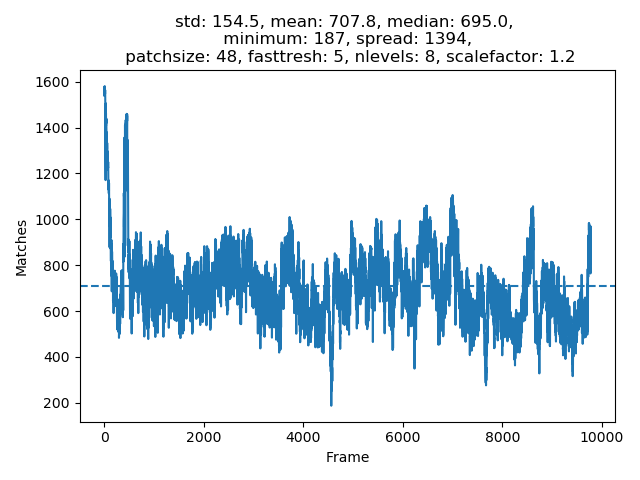 std: 154.5, mean: 707.8, median: 695.0,
minimum: 187, spread: 1394,
patchsize: 48, fasttresh: 5, nlevels: 8, scalefactor: 1.2
1600
1400
1200
1000
800
600
400
200
Matches
0 2000 4000 6000 8000 10000
Frame